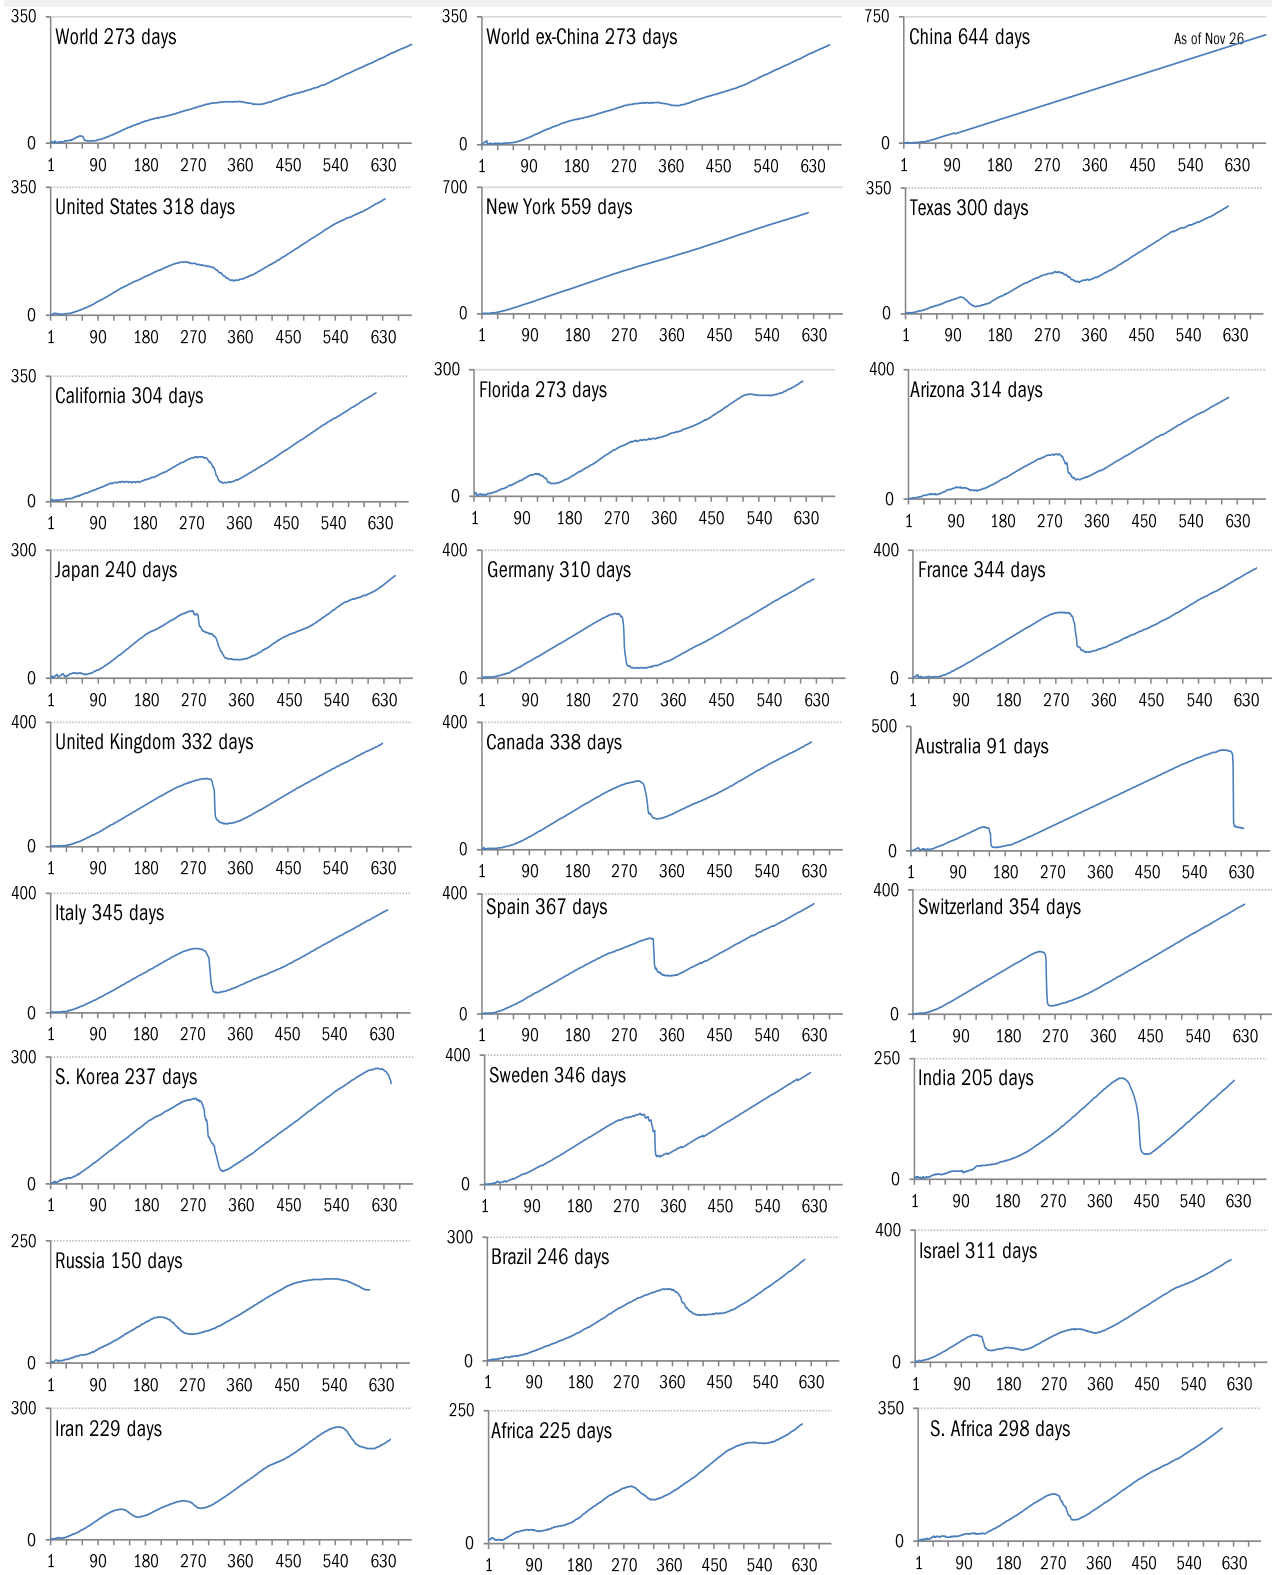 350
World 273 days
0
1 90 180 270 360 450 540 630
350
World ex-China 273 days
0
1 90 180 270 360 450 540 630
750
China 644 days
As of Nov 26
0
1 90 180 270 360 450 540 630
350
United States 318 days
0
1 90 180 270 360 450 540 630
700
New York 559 days
0
1 90 180 270 360 450 540 630
350
Texas 300 days
0
1 90 180 270 360 450 540 630
350
California 304 days
0
1 90 180 270 360 450 540 630
300
Florida 273 days
0
1 90 180 270 360 450 540 630
400
Arizona 314 days
0
1 90 180 270 360 450 540 630
300
Japan 240 days
0
1 90 180 270 360 450 540 630
400
Germany 310 days
0
1 90 180 270 360 450 540 630
400
France 344 days
0
1 90 180 270 360 450 540 630
400
United Kingdom 332 days
0
1 90 180 270 360 450 540 630
400
Canada 338 days
0
1 90 180 270 360 450 540 630
500
Australia 91 days
0
1 90 180 270 360 450 540 630
400
Italy 345 days
0
1 90 180 270 360 450 540 630
400
Spain 367 days
0
1 90 180 270 360 450 540 630
400
Switzerland 354 days
0
1 90 180 270 360 450 540 630
300
S. Korea 237 days
0
1 90 180 270 360 450 540 630
400
Sweden 346 days
0
1 90 180 270 360 450 540 630
250
India 205 days
0
1 90 180 270 360 450 540 630
250
Russia 150 days
0
1 90 180 270 360 450 540 630
300
Brazil 246 days
0
1 90 180 270 360 450 540 630
400
Israel 311 days
0
1 90 180 270 360 450 540 630
300
Iran 229 days
0
1 90 180 270 360 450 540 630
250
Africa 225 days
0
1 90 180 270 360 450 540 630
350
S. Africa 298 days
0
1 90 180 270 360 450 540 630